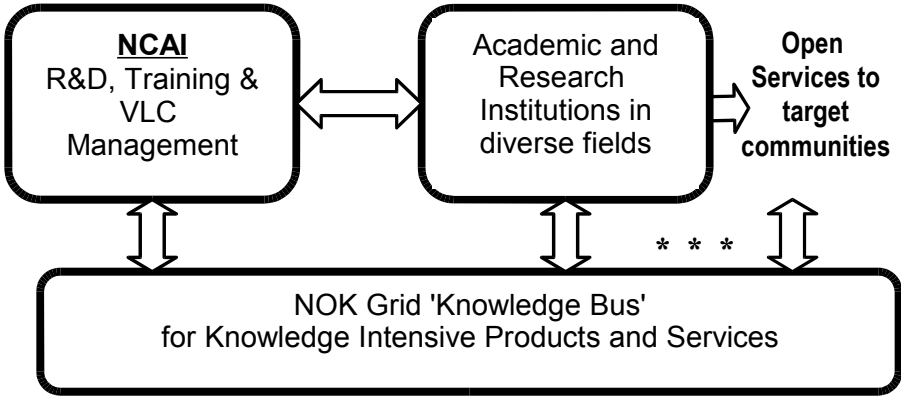 NCAI
R&D, Training &
VLC
Management
Academic and
Research
Institutions in
diverse fields
Open
Services to
target
communities
* * *
NOK Grid 'Knowledge Bus'
for Knowledge Intensive Products and Services